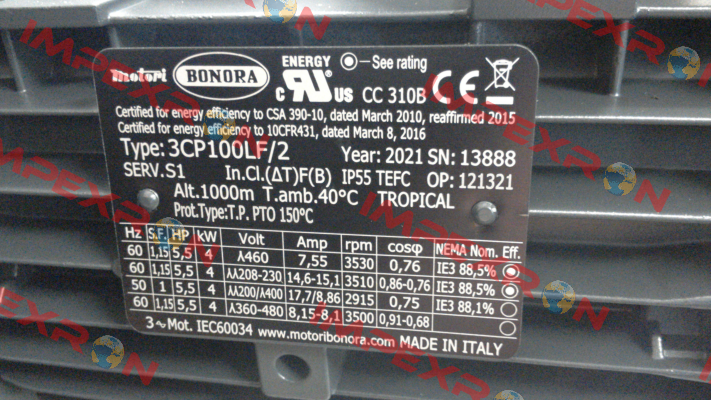 motori BONORA ENERGY See rating
c UR US CC 310B CE
Certified for energy efficiency to CSA 390-10, dated March 2010, reaffirmed 2015
Certified for energy efficiency to 10CFR431, dated March 8, 2016
Type: 3CP100LF/2 Year: 2021 SN: 13888
SERV.S1 In.Cl.(ΔT)F(B) IP55 TEFC OP: 121321
Alt.1000m T.amb.40°C TROPICAL
Prot.Type:T.P. PTO 150°C
Hz S.F. HP kW Volt Amp rpm cosφ NEMA Nom. Eff.
60 1,15 5,5 4 λ460 7,55 3530 0,76 IE3 88,5%
60 1,15 5,5 4 λλ208-230 14,6-15,1 3510 0,86-0,76 IE3 88,5%
50 1 5,5 4 λλ200/λ400 17,7/8,86 2915 0,75 IE3 88,1%
60 1,15 5,5 4 λ360-480 8,15-8,1 3500 0,91-0,68
3~Mot. IEC60034 www.motoribonora.com MADE IN ITALY
IMPEXRON